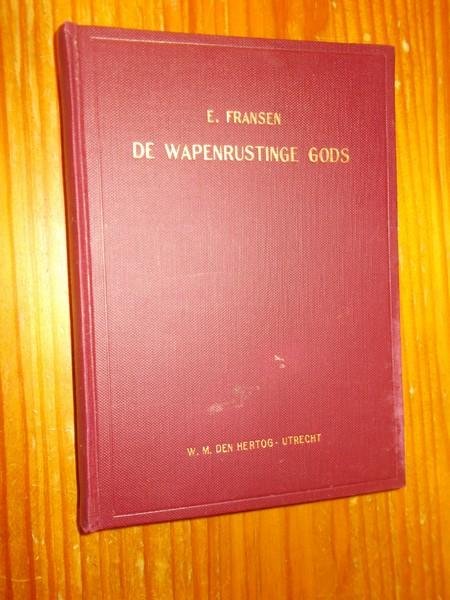 E. FRANSEN
DE WAPENRUSTINGE GODS
W. M. DEN HERTOG - UTRECHT